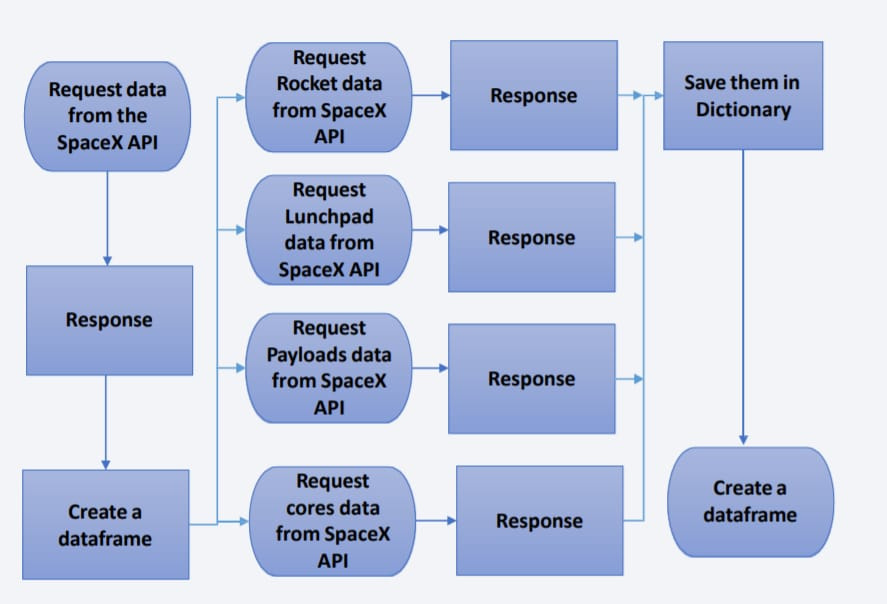 Request data
from the
SpaceX API
Response
Create a
dataframe
Request
Rocket data
from SpaceX
API
Response
Request
Lunchpad
data from
SpaceX API
Response
Request
Payloads data
from SpaceX
API
Response
Request
cores data
from SpaceX
API
Response
Save them in
Dictionary
Create a
dataframe